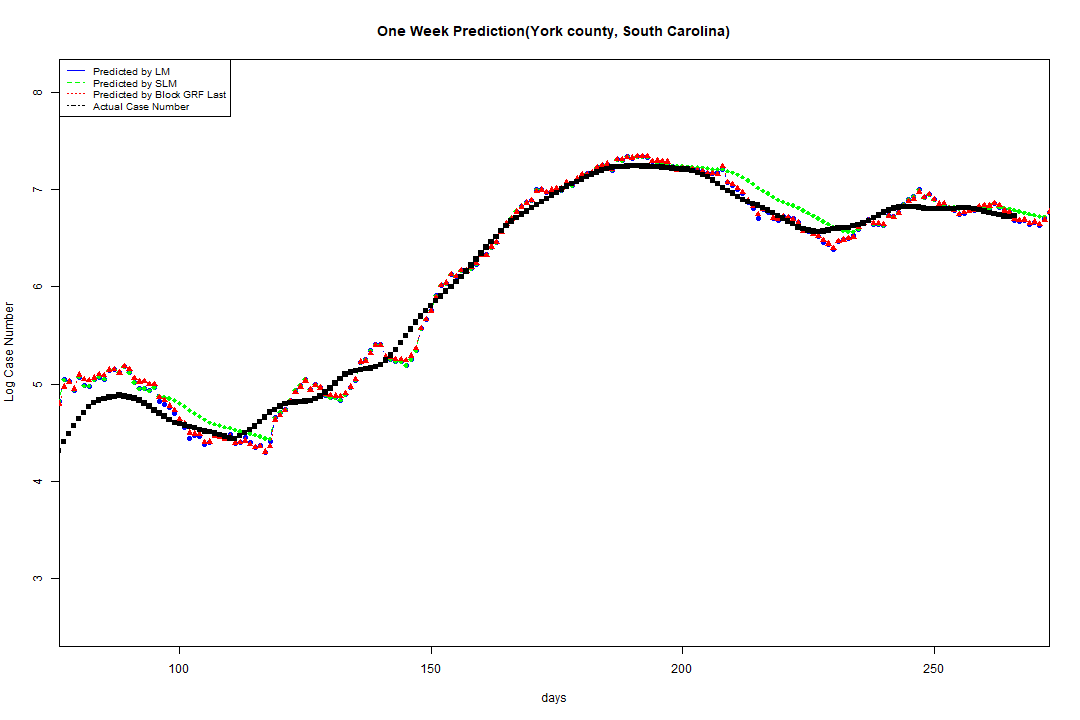 One Week Prediction(York county, South Carolina)
Predicted by LM
Predicted by SLM
Predicted by Block GRF Last
Actual Case Number
8
7
6
5
4
3
Log Case Number
100 150 200 250
days